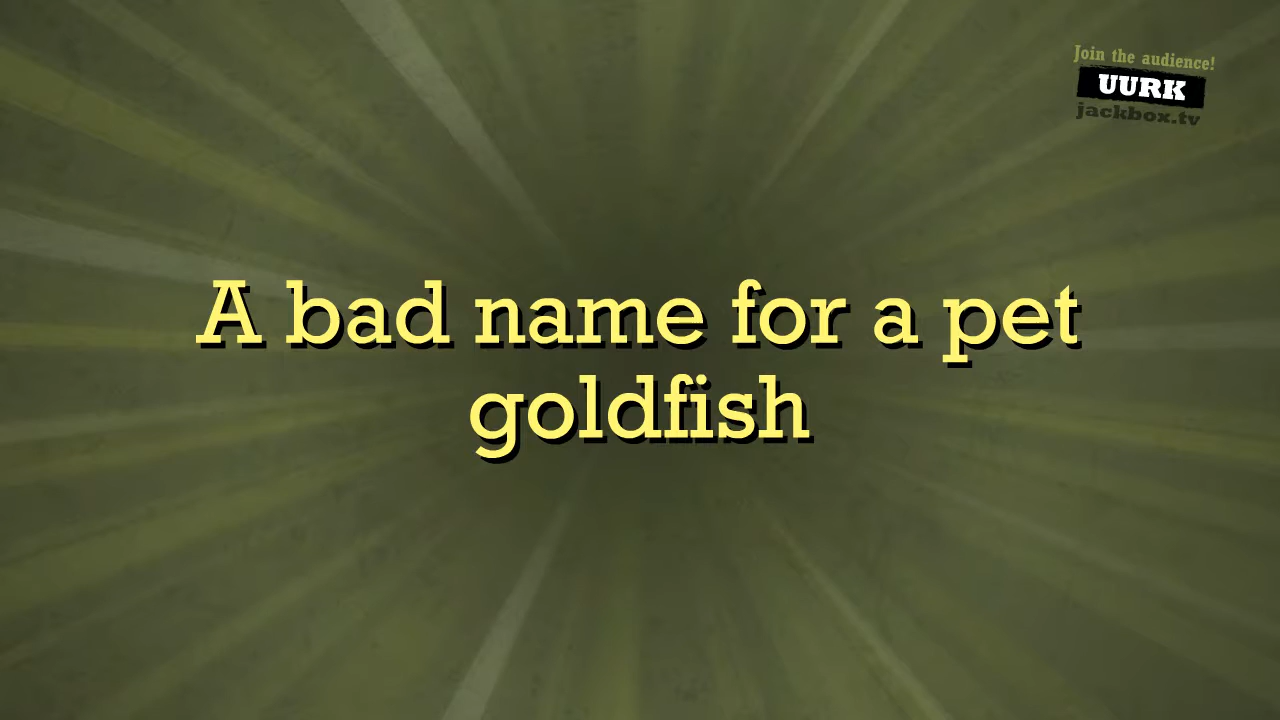 Join the audience!
UURK
jackbox.tv
A bad name for a pet
goldfish